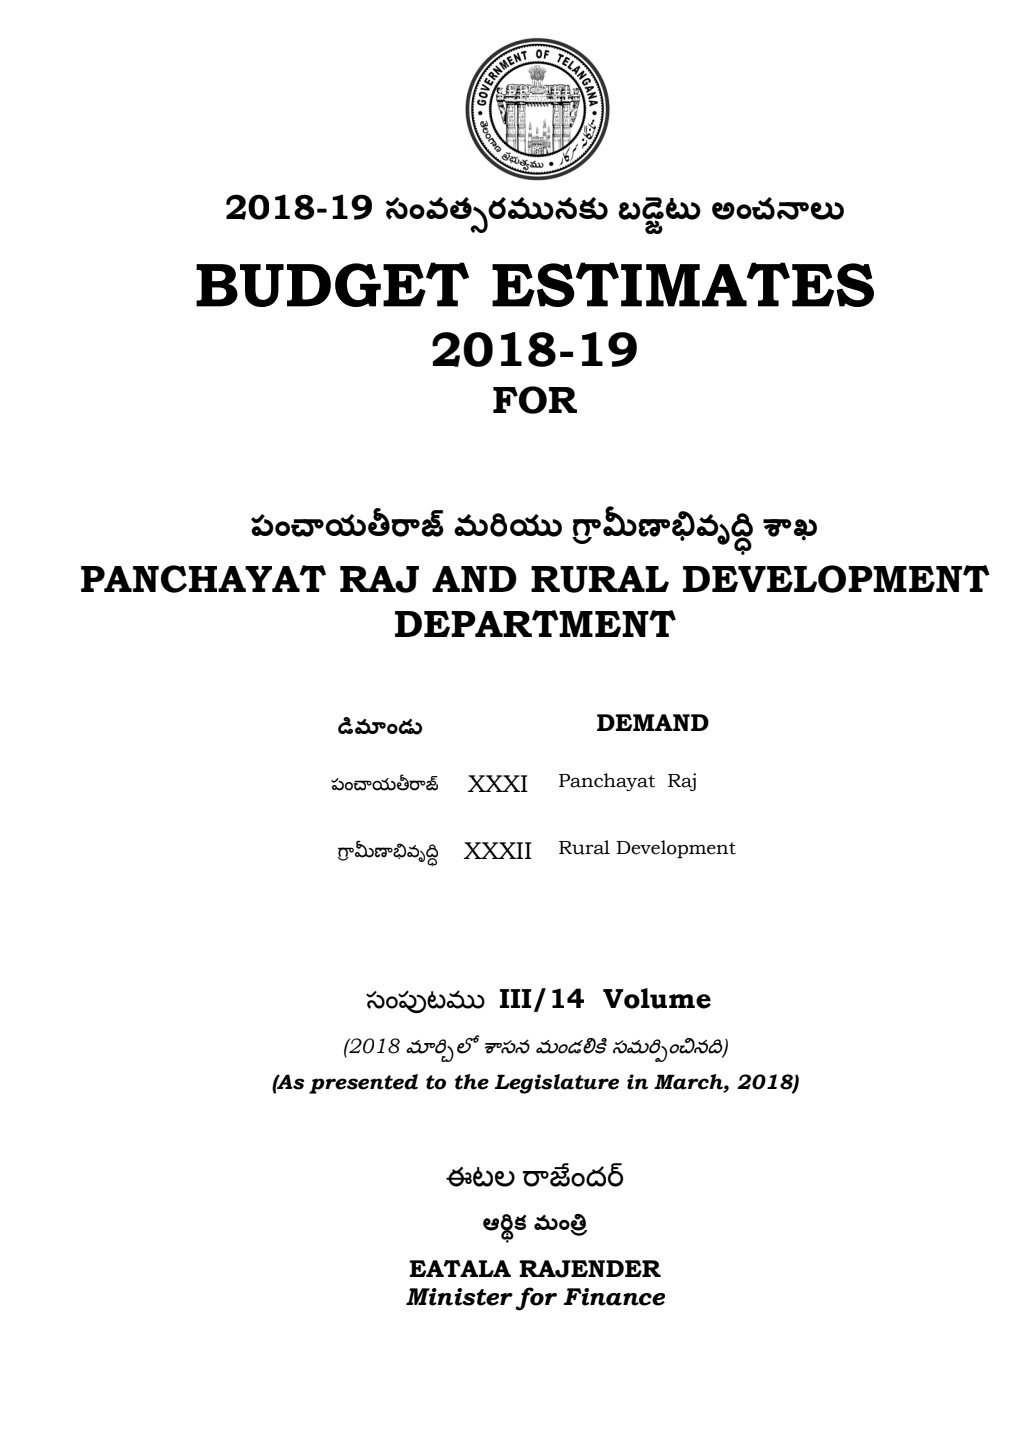 GOVERNMENT OF TELANGANA
తెలంగాణ ప్రభుత్వము
2018-19 సంవత్సరమునకు బడ్జెటు అంచనాలు
BUDGET ESTIMATES
2018-19
FOR
పంచాయతీరాజ్ మరియు గ్రామీణాభివృద్ధి శాఖ
PANCHAYAT RAJ AND RURAL DEVELOPMENT
DEPARTMENT
డిమాండు DEMAND
పంచాయతీరాజ్ XXXI Panchayat Raj
గ్రామీణాభివృద్ధి XXXII Rural Development
సంపుటము III/14 Volume
(2018 మార్చిలో శాసన మండలికి సమర్పించినది)
(As presented to the Legislature in March, 2018)
ఈటల రాజేందర్
ఆర్థిక మంత్రి
EATALA RAJENDER
Minister for Finance